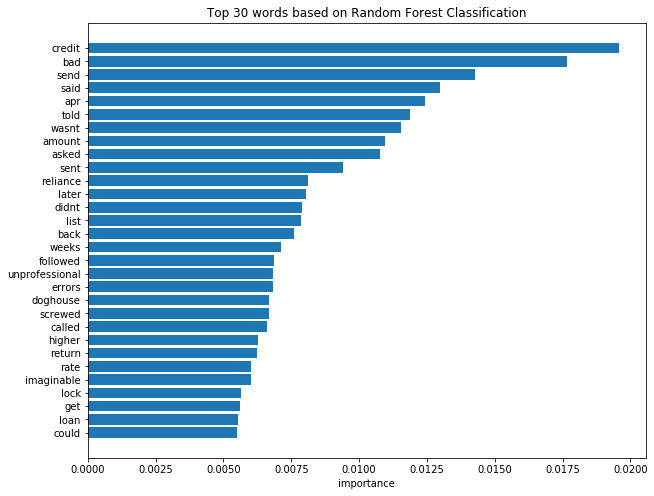 Top 30 words based on Random Forest Classification
credit
bad
send
said
apr
told
wasnt
amount
asked
sent
reliance
later
didnt
list
back
weeks
followed
unprofessional
errors
doghouse
screwed
called
higher
return
rate
imaginable
lock
get
loan
could
0.0000 0.0025 0.0050 0.0075 0.0100 0.0125 0.0150 0.0175 0.0200
importance